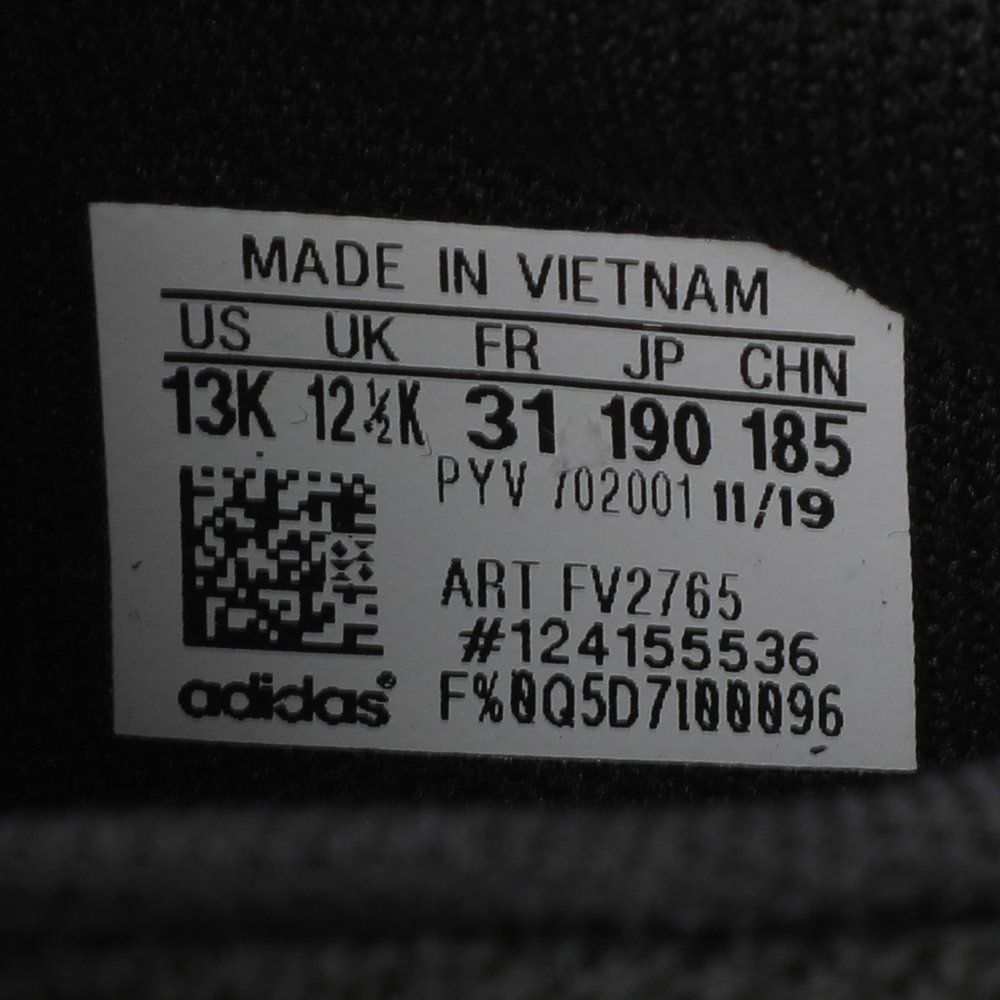 MADE IN VIETNAM
US UK FR JP CHN
13K 12½K 31 190 185
PYV 702001 11/19
ART FV2765
#124155536
F%0Q5D7100096
adidas®